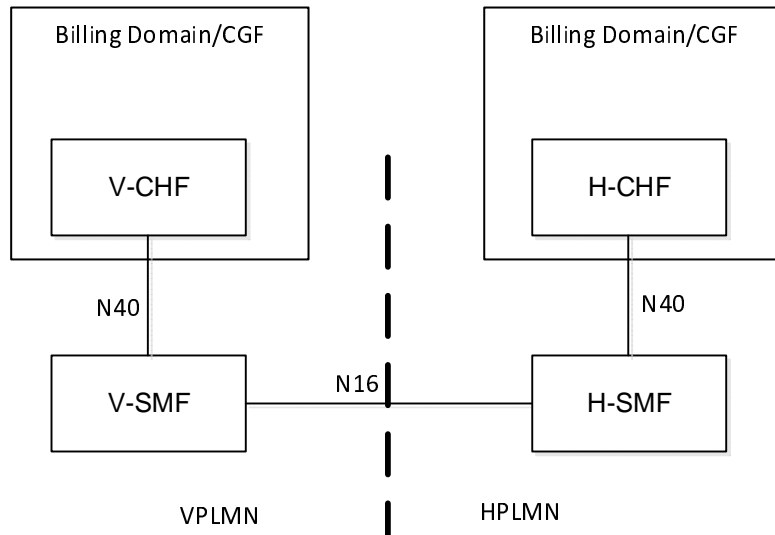 Billing Domain/CGF
Billing Domain/CGF
V-CHF
H-CHF
N40
N40
N16
V-SMF
H-SMF
VPLMN
HPLMN